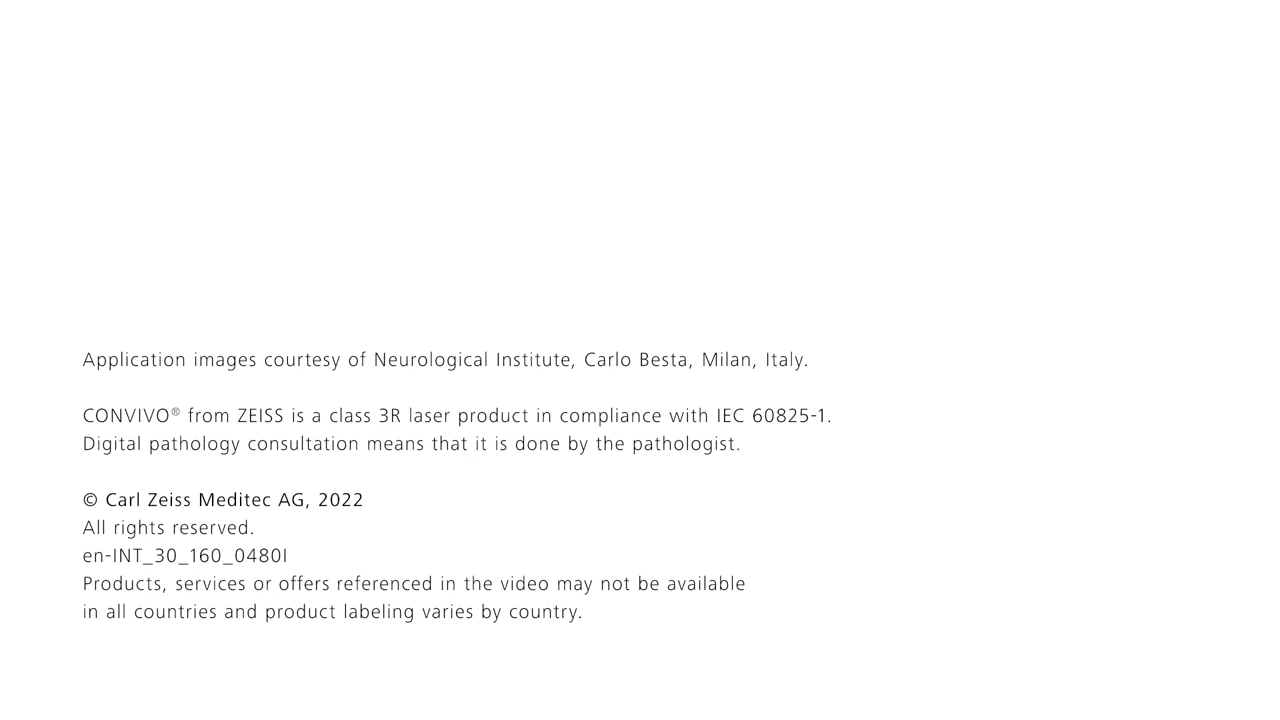 Application images courtesy of Neurological Institute, Carlo Besta, Milan, Italy.
CONVIVO® from ZEISS is a class 3R laser product in compliance with IEC 60825-1.
Digital pathology consultation means that it is done by the pathologist.
© Carl Zeiss Meditec AG, 2022
All rights reserved.
en-INT_30_160_0480I
Products, services or offers referenced in the video may not be available
in all countries and product labeling varies by country.